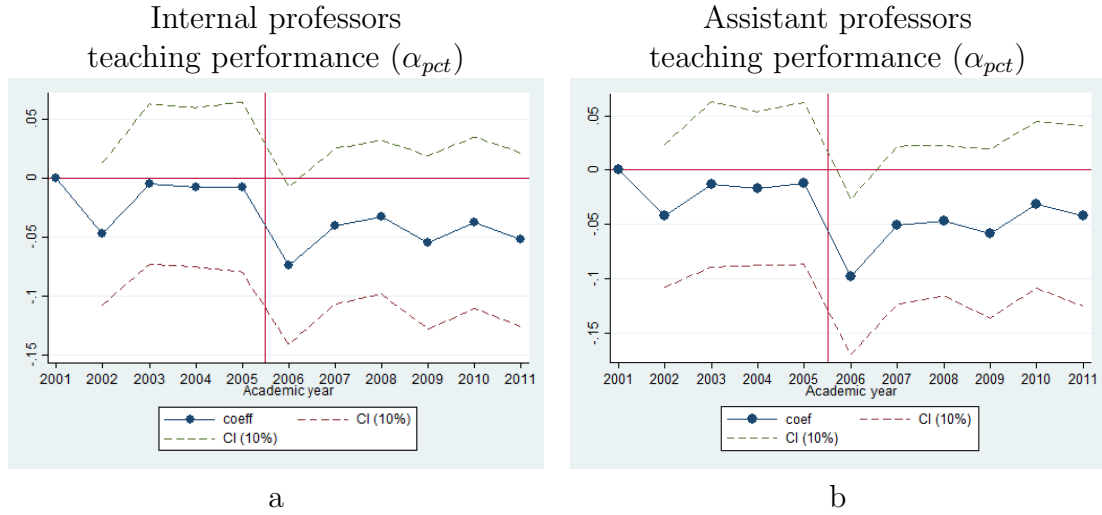 Internal professors
teaching performance (α_pct)
.05
0
-.05
-.1
-.15
2001 2002 2003 2004 2005 2006 2007 2008 2009 2010 2011
Academic year
coeff CI (10%)
CI (10%)
a
Assistant professors
teaching performance (α_pct)
.05
0
-.05
-.1
-.15
2001 2002 2003 2004 2005 2006 2007 2008 2009 2010 2011
Academic year
coef CI (10%)
CI (10%)
b